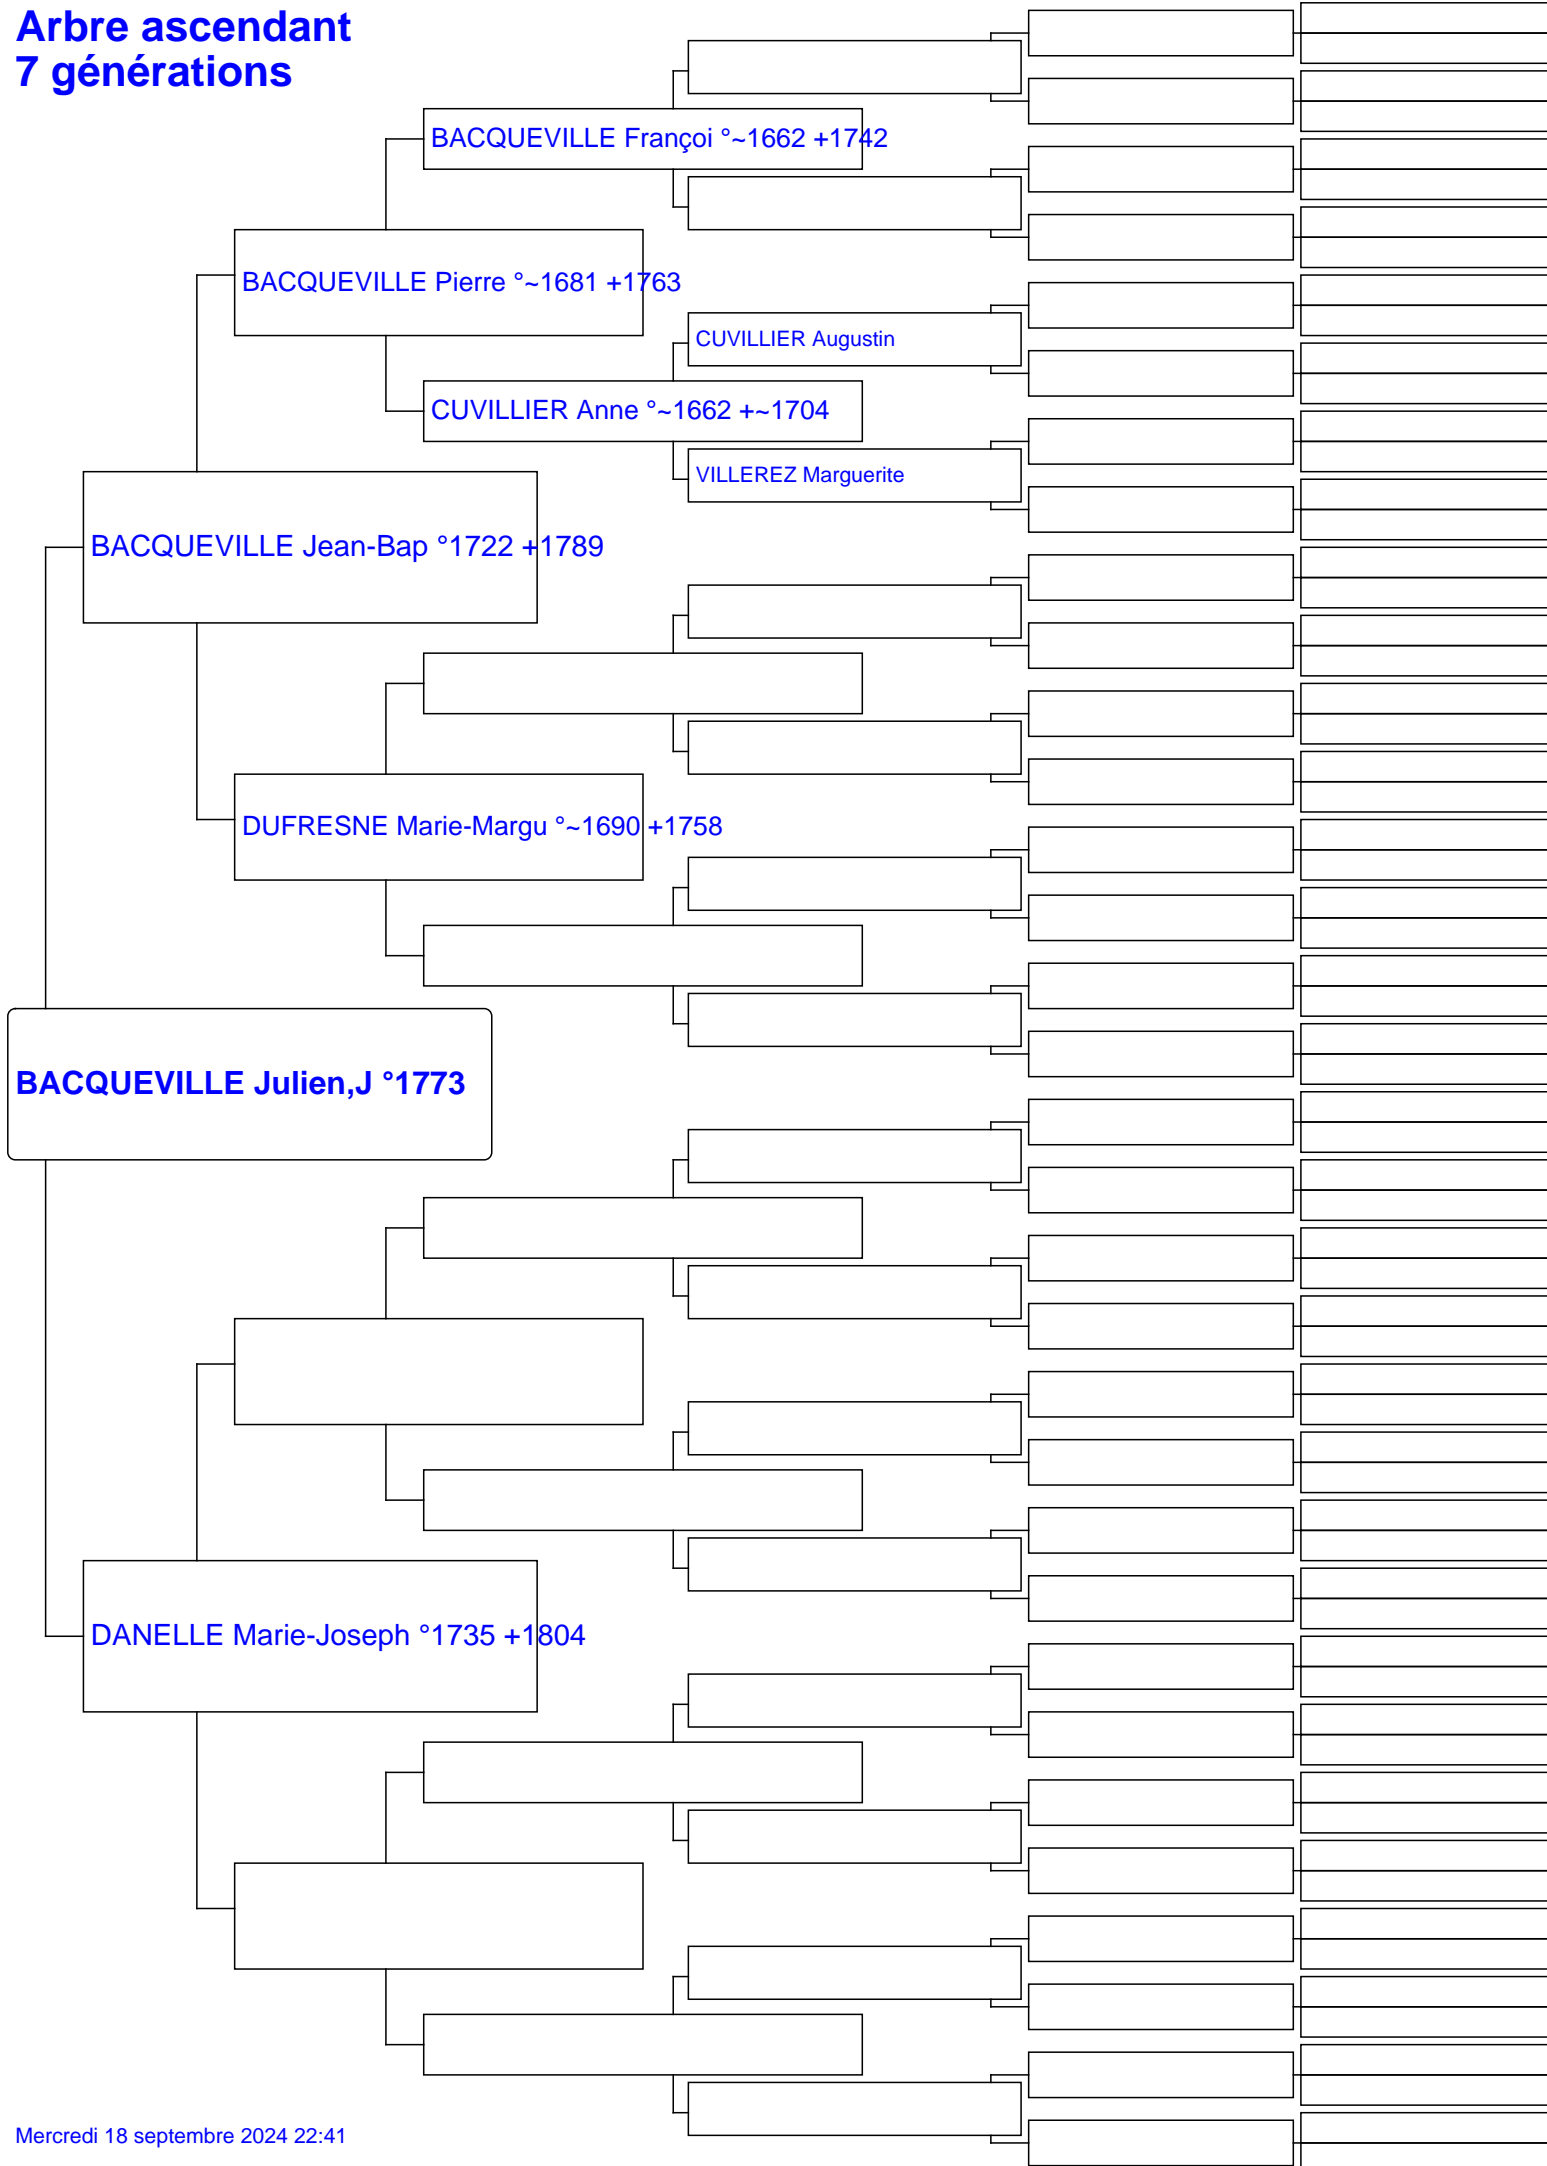 Arbre ascendant
7 générations
BACQUEVILLE Françoi °~1662 +1742
BACQUEVILLE Pierre °~1681 +1763
CUVILLIER Augustin
CUVILLIER Anne °~1662 +~1704
VILLEREZ Marguerite
BACQUEVILLE Jean-Bap °1722 +1789
DUFRESNE Marie-Margu °~1690 +1758
BACQUEVILLE Julien,J °1773
DANELLE Marie-Joseph °1735 +1804
Mercredi 18 septembre 2024 22:41